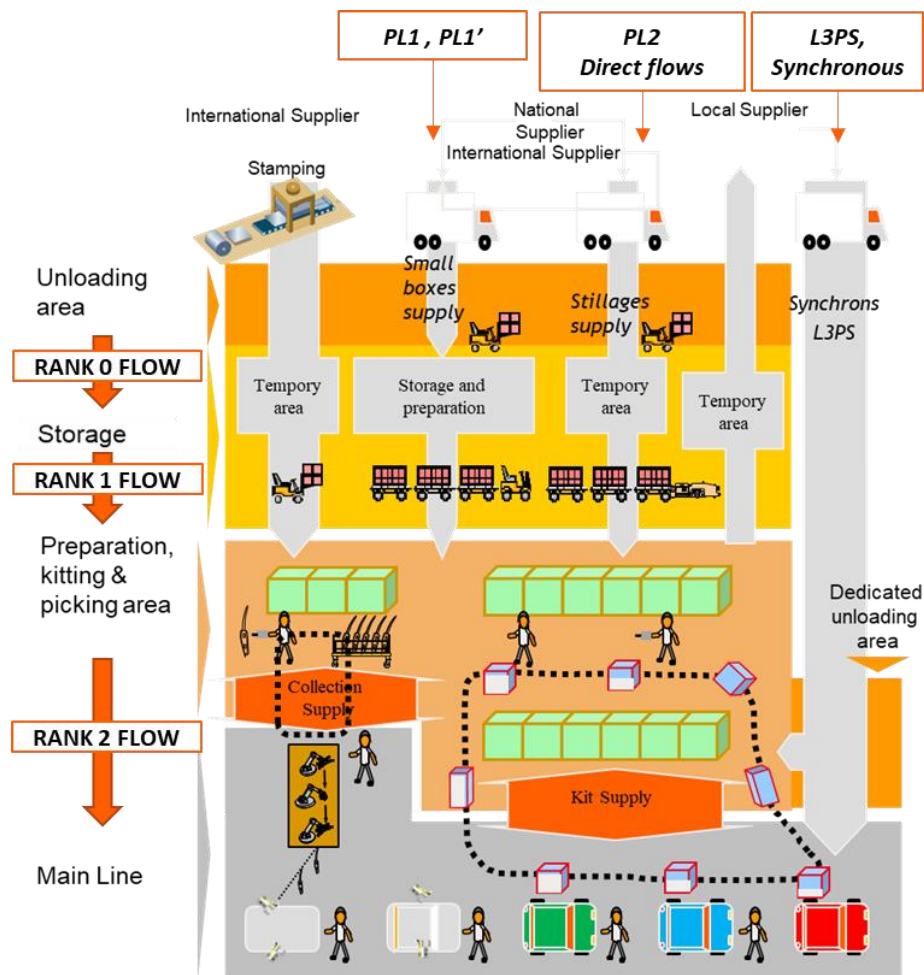 PL1 , PL1’
PL2
Direct flows
L3PS,
Synchronous
International Supplier
National
Supplier
International Supplier
Local Supplier
Stamping
Unloading
area
Small
boxes
supply
Stillages
supply
Synchrons
L3PS
RANK 0 FLOW
Tempory
area
Storage and
preparation
Tempory
area
Tempory
area
Storage
RANK 1 FLOW
Preparation,
kitting &
picking area
Dedicated
unloading
area
Collection
Supply
RANK 2 FLOW
Kit Supply
Main Line